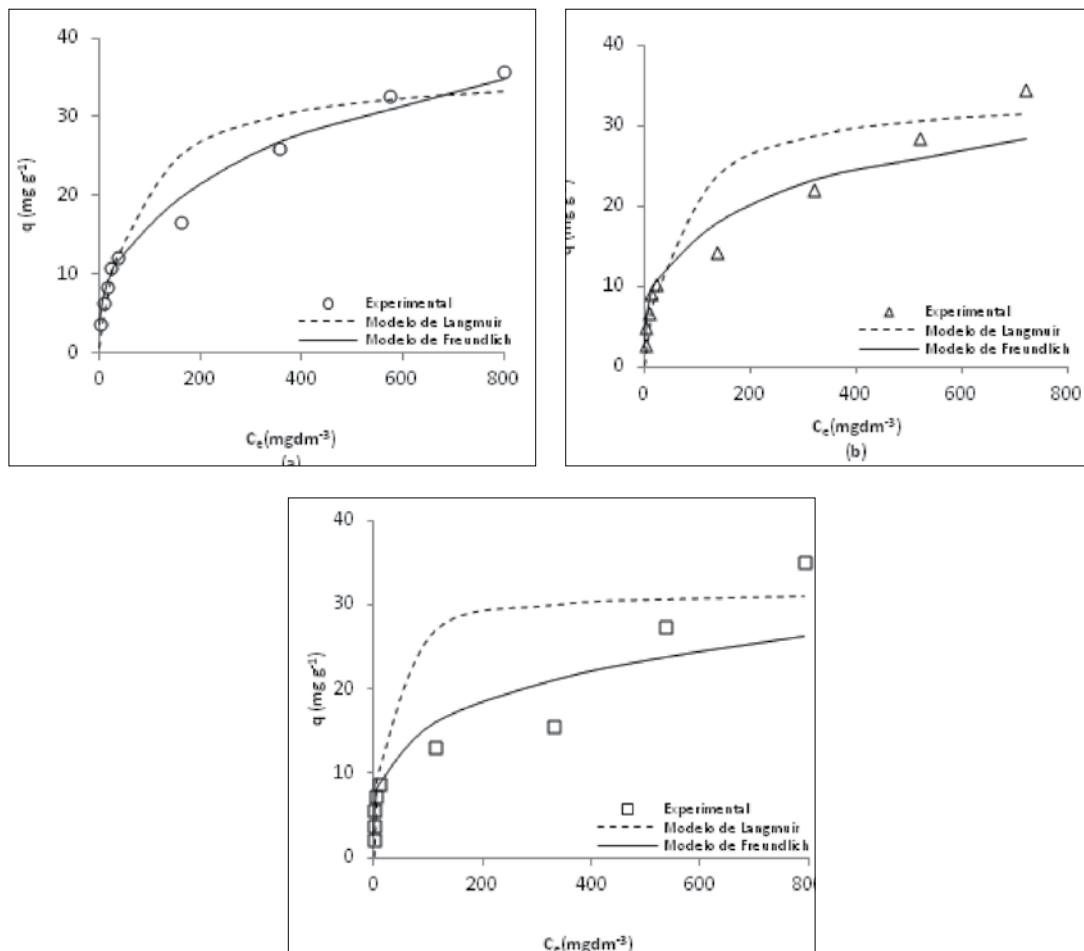 40
30
20
10
0
q (mg g-1)
Experimental
Modelo de Langmuir
Modelo de Freundlich
0 200 400 600 800
Ce(mgdm-3)
(a)
40
30
20
10
0
Experimental
Modelo de Langmuir
Modelo de Freundlich
0 200 400 600 800
Ce(mgdm-3)
(b)
40
30
20
10
0
q (mg g-1)
Experimental
Modelo de Langmuir
Modelo de Freundlich
0 200 400 600 800
Ce(mgdm-3)